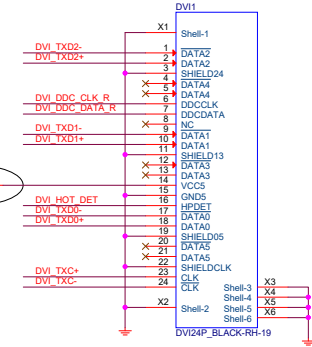 DVI1
X1 Shell-1
DVI_TXD2- 1 DATA2
DVI_TXD2+ 2 DATA2
3 SHIELD24
4 DATA4
5 DATA4
DVI_DDC_CLK_R 6 DDCCLK
DVI_DDC_DATA_R 7 DDCDATA
8 NC
DVI_TXD1- 9 DATA1
DVI_TXD1+ 10 DATA1
11 SHIELD13
12 DATA3
13 DATA3
14 VCC5
15 GND5
DVI_HOT_DET 16 HPDET
DVI_TXD0- 17 DATA0
DVI_TXD0+ 18 DATA0
19 SHIELD05
20 DATA5
21 DATA5
22 SHIELDCLK
DVI_TXC+ 23 CLK
DVI_TXC- 24 CLK
Shell-3 X3
Shell-4 X4
X2 Shell-2 Shell-5 X5
Shell-6 X6
DVI24P_BLACK-RH-19